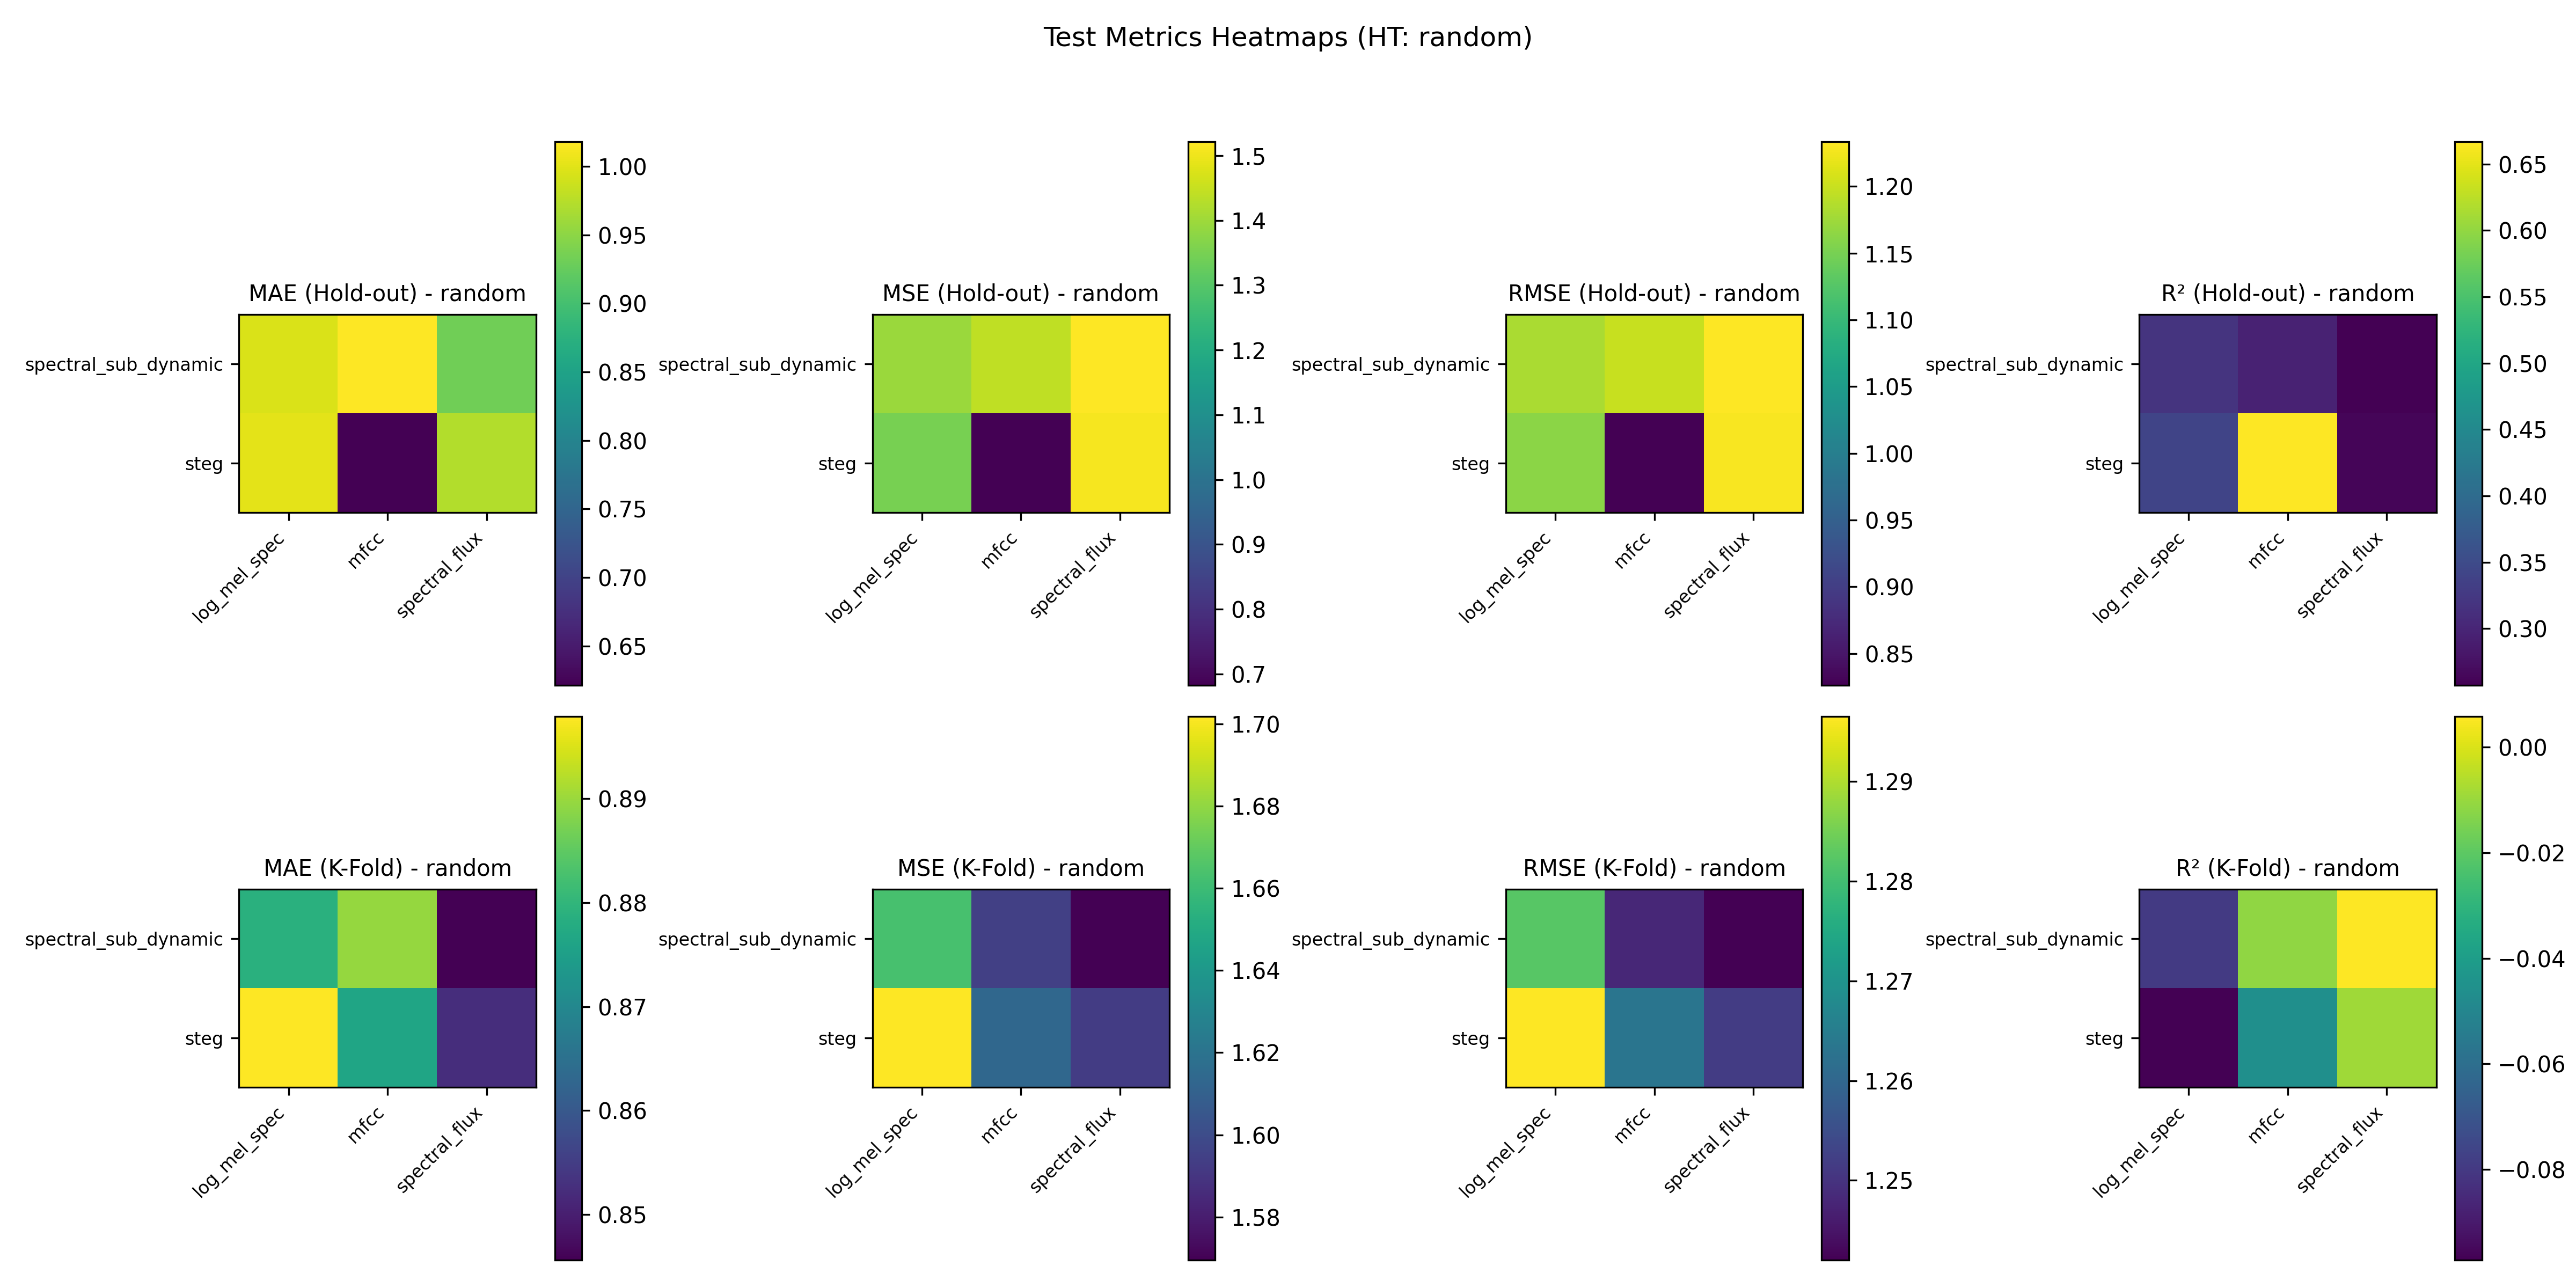 Test Metrics Heatmaps (HT: random)
MAE (Hold-out) - random
spectral_sub_dynamic
steg
log_mel_spec
mfcc
spectral_flux
1.00
0.95
0.90
0.85
0.80
0.75
0.70
0.65
MSE (Hold-out) - random
spectral_sub_dynamic
steg
log_mel_spec
mfcc
spectral_flux
1.5
1.4
1.3
1.2
1.1
1.0
0.9
0.8
0.7
RMSE (Hold-out) - random
spectral_sub_dynamic
steg
log_mel_spec
mfcc
spectral_flux
1.20
1.15
1.10
1.05
1.00
0.95
0.90
0.85
R² (Hold-out) - random
spectral_sub_dynamic
steg
log_mel_spec
mfcc
spectral_flux
0.65
0.60
0.55
0.50
0.45
0.40
0.35
0.30
MAE (K-Fold) - random
spectral_sub_dynamic
steg
log_mel_spec
mfcc
spectral_flux
0.89
0.88
0.87
0.86
0.85
MSE (K-Fold) - random
spectral_sub_dynamic
steg
log_mel_spec
mfcc
spectral_flux
1.70
1.68
1.66
1.64
1.62
1.60
1.58
RMSE (K-Fold) - random
spectral_sub_dynamic
steg
log_mel_spec
mfcc
spectral_flux
1.29
1.28
1.27
1.26
1.25
R² (K-Fold) - random
spectral_sub_dynamic
steg
log_mel_spec
mfcc
spectral_flux
0.00
−0.02
−0.04
−0.06
−0.08